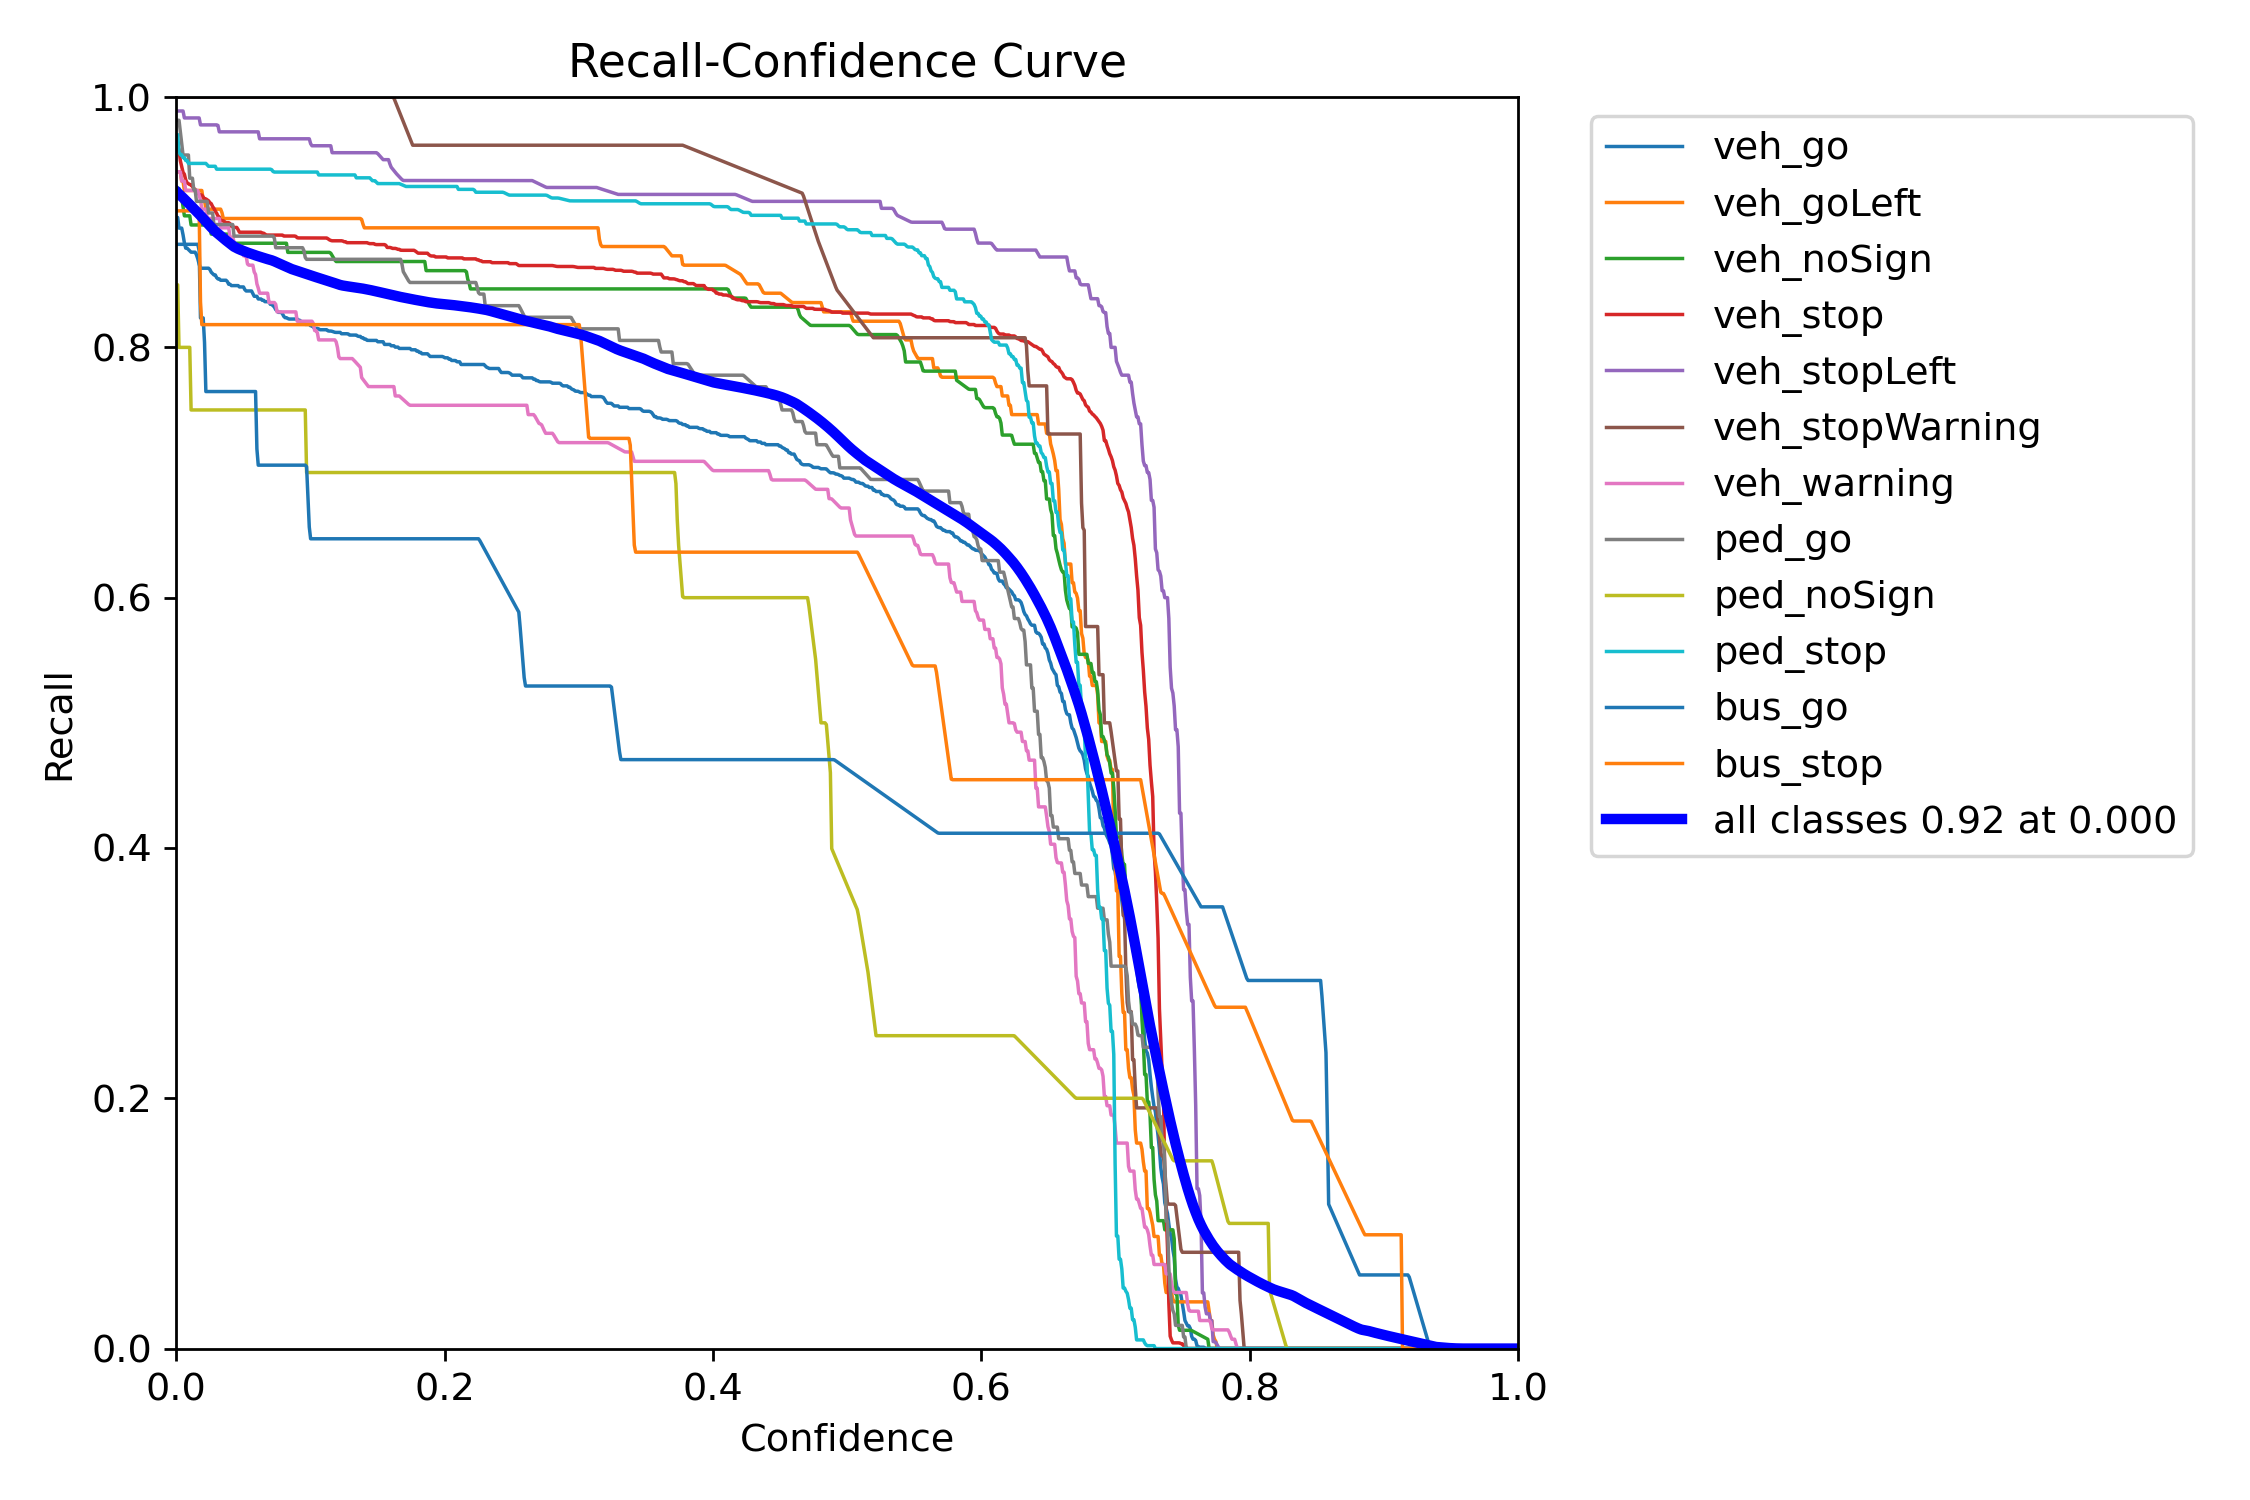 Recall-Confidence Curve
1.0
0.8
0.6
0.4
0.2
0.0
Recall
0.0 0.2 0.4 0.6 0.8 1.0
Confidence
veh_go
veh_goLeft
veh_noSign
veh_stop
veh_stopLeft
veh_stopWarning
veh_warning
ped_go
ped_noSign
ped_stop
bus_go
bus_stop
all classes 0.92 at 0.000